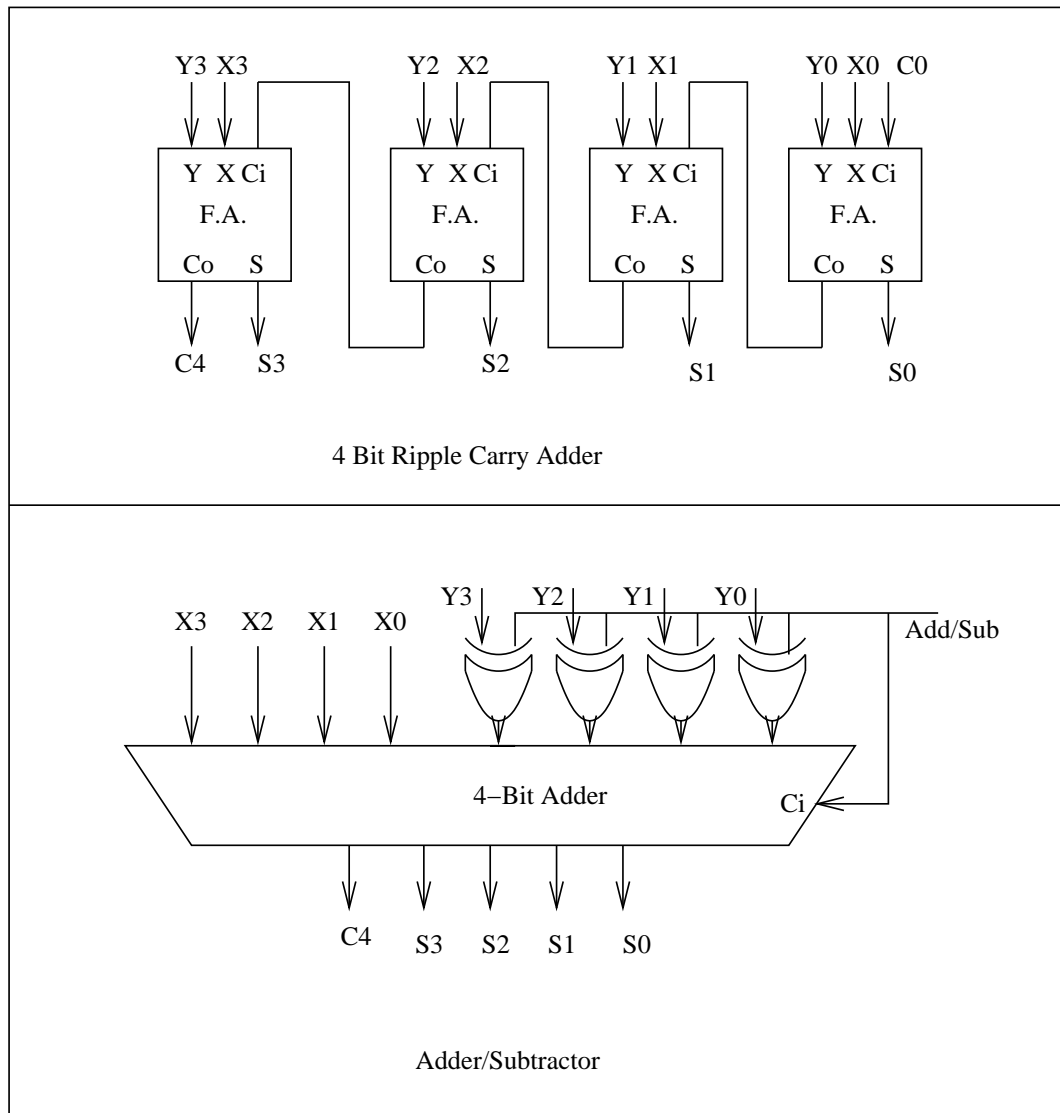 Y3 X3 Y2 X2 Y1 X1 Y0 X0 C0
Y X Ci Y X Ci Y X Ci Y X Ci
F.A. F.A. F.A. F.A.
Co S Co S Co S Co S
C4 S3 S2 S1 S0
4 Bit Ripple Carry Adder
Y3 Y2 Y1 Y0
X3 X2 X1 X0 Add/Sub
4–Bit Adder Ci
C4 S3 S2 S1 S0
Adder/Subtractor